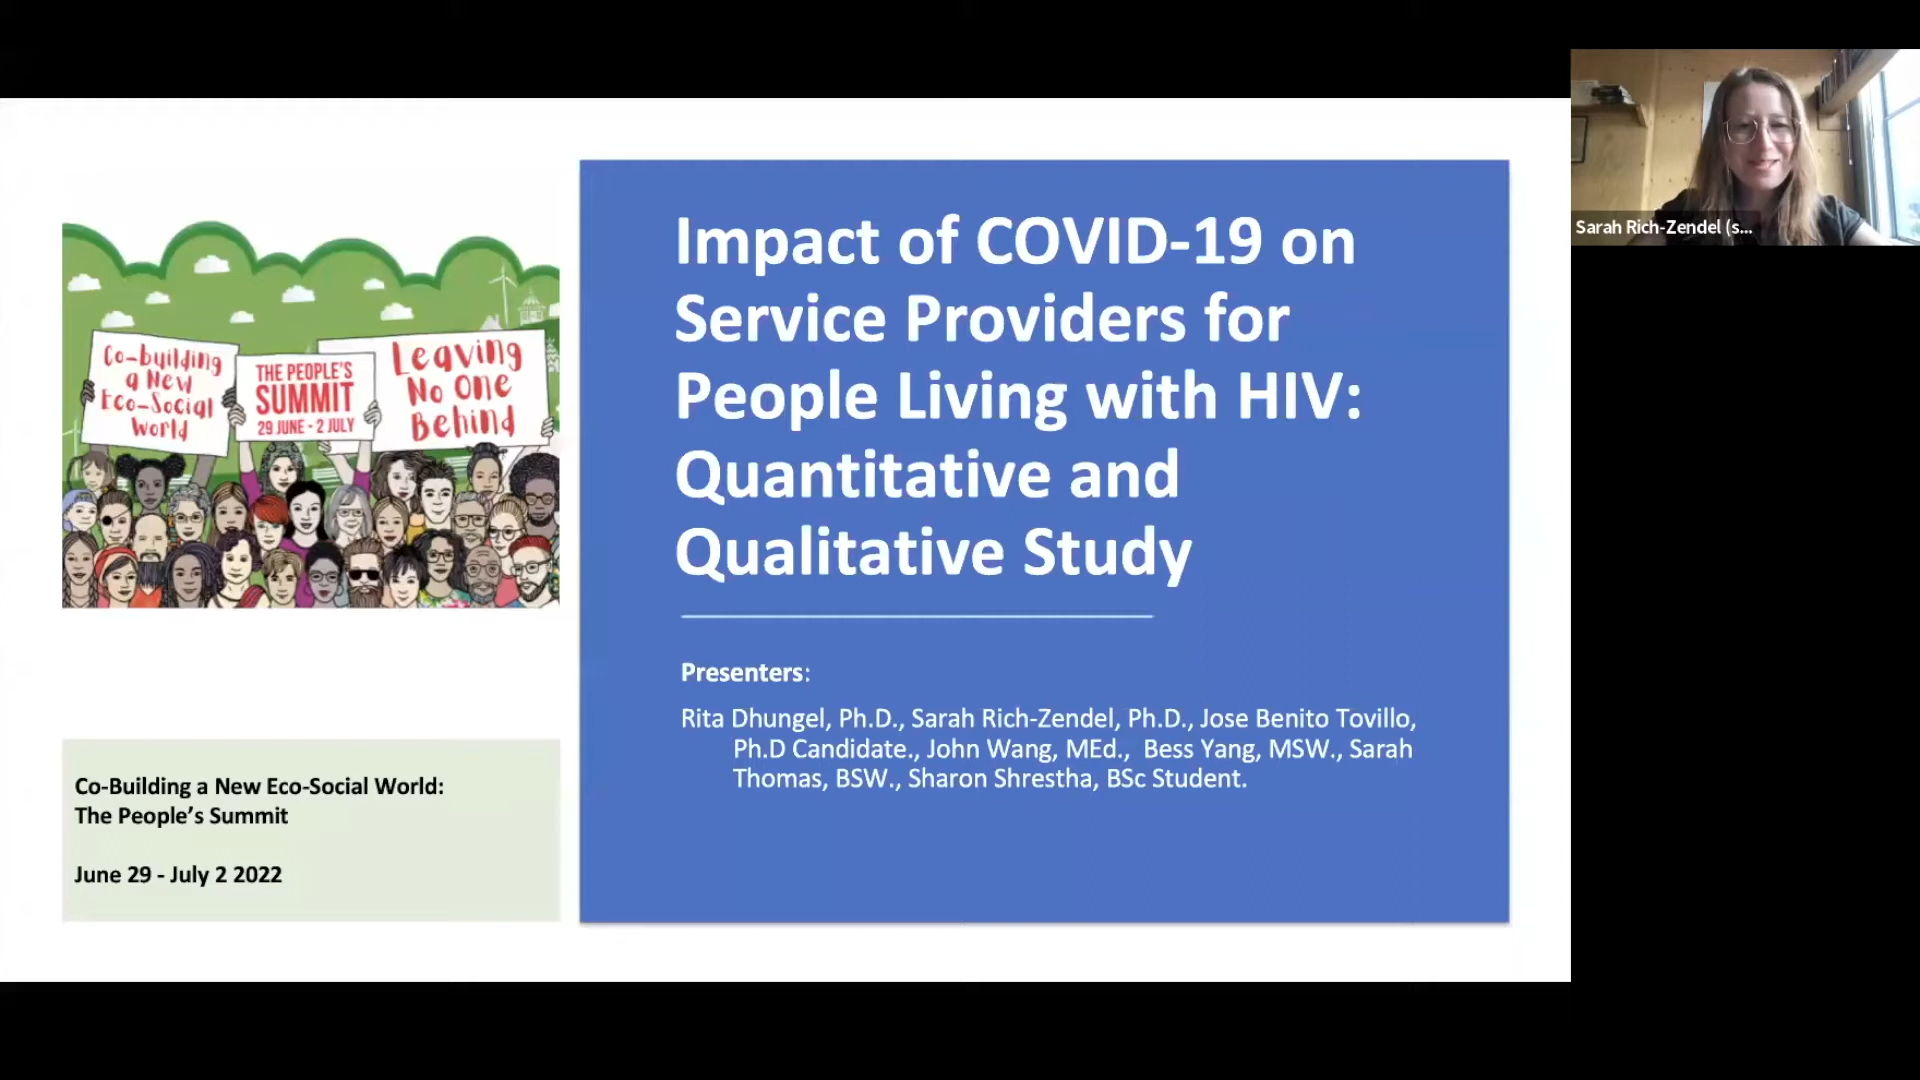 Co-building
a New
Eco-Social
World
THE PEOPLE'S
SUMMIT
29 JUNE - 2 JULY
Leaving
No One
Behind
Co-Building a New Eco-Social World:
The People’s Summit
June 29 - July 2 2022
Impact of COVID-19 on
Service Providers for
People Living with HIV:
Quantitative and
Qualitative Study
Presenters:
Rita Dhungel, Ph.D., Sarah Rich-Zendel, Ph.D., Jose Benito Tovillo,
Ph.D Candidate., John Wang, MEd., Bess Yang, MSW., Sarah
Thomas, BSW., Sharon Shrestha, BSc Student.
Sarah Rich-Zendel (s...